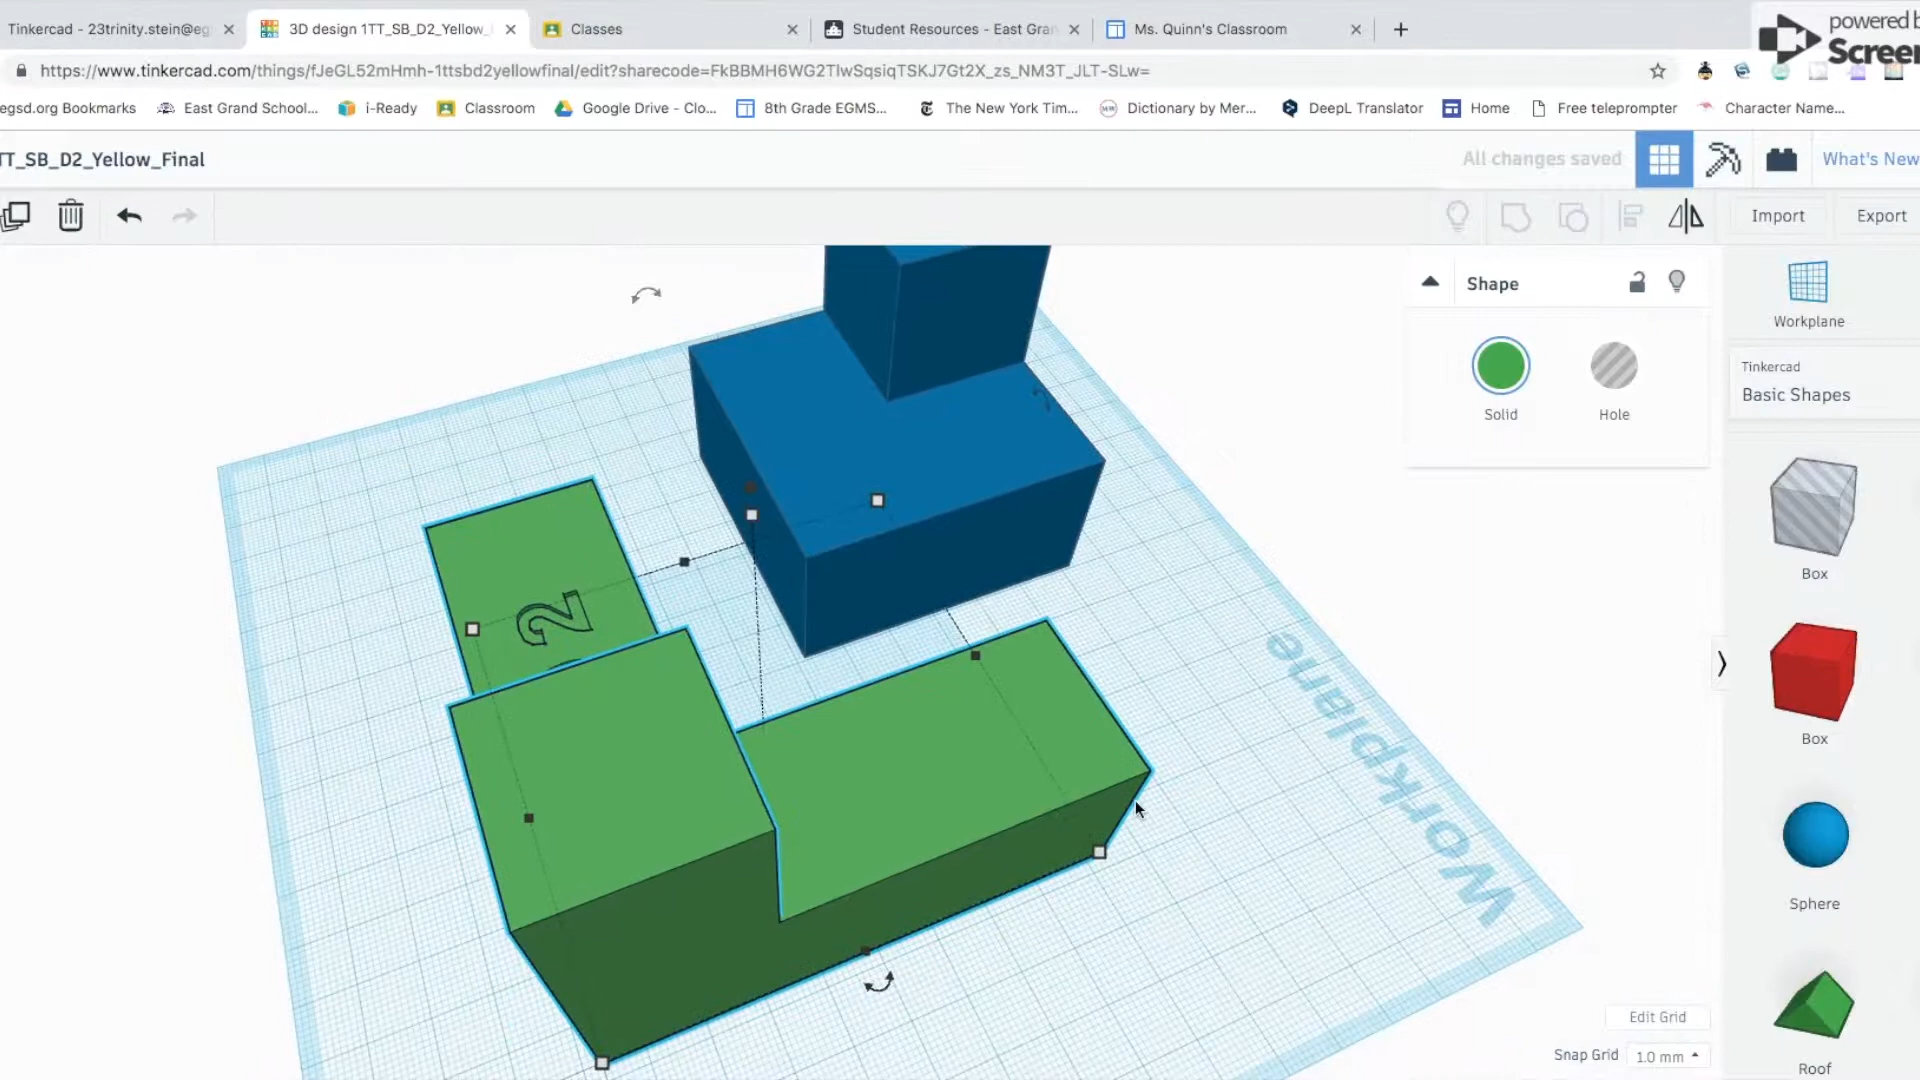 Tinkercad - 23trinity.stein@eg
3D design 1TT_SB_D2_Yellow_
Classes
Student Resources - East Gran
Ms. Quinn's Classroom
powered b
Screen
https://www.tinkercad.com/things/fJeGL52mHmh-1ttsbd2yellowfinal/edit?sharecode=FkBBMH6WG2TIwSqsiqTSKJ7Gt2X_zs_NM3T_JLT-SLw=
egsd.org Bookmarks
East Grand School...
i-Ready
Classroom
Google Drive - Clo...
8th Grade EGMS...
The New York Tim...
Dictionary by Mer...
DeepL Translator
Home
Free teleprompter
Character Name...
TT_SB_D2_Yellow_Final
All changes saved
What's New
Import
Export
Shape
Solid
Hole
Workplane
Tinkercad
Basic Shapes
Box
Box
Sphere
Roof
2
Workplane
Edit Grid
Snap Grid
1.0 mm